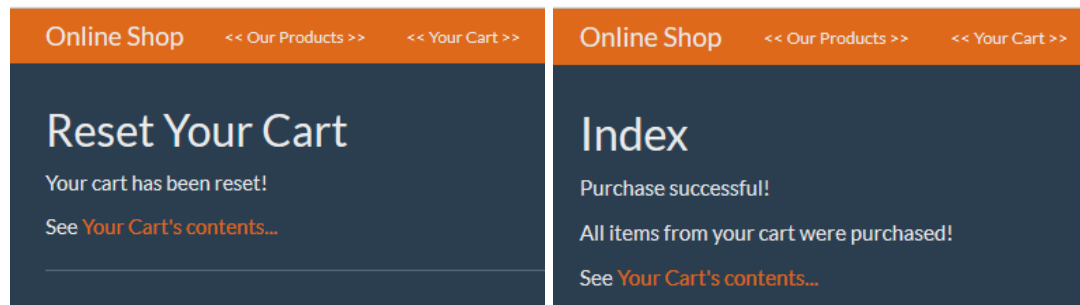 Online Shop << Our Products >> << Your Cart >>
Reset Your Cart
Your cart has been reset!
See Your Cart's contents...
Online Shop << Our Products >> << Your Cart >>
Index
Purchase successful!
All items from your cart were purchased!
See Your Cart's contents...